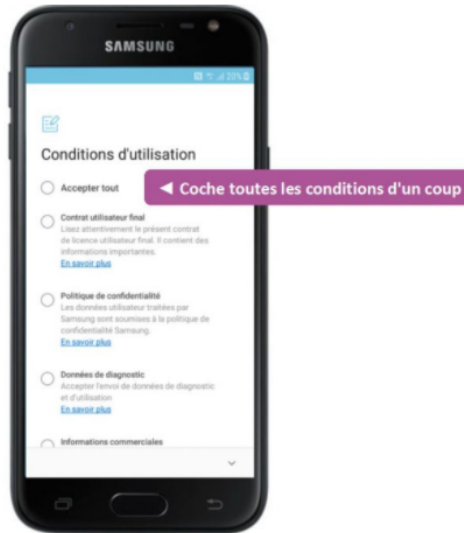 SAMSUNG
20%
Conditions d'utilisation
Accepter tout
◄ Coche toutes les conditions d'un coup
Contrat utilisateur final
Lisez attentivement le présent contrat
de licence utilisateur final. Il contient des
informations importantes.
En savoir plus
Politique de confidentialité
Les données utilisateur traitées par
Samsung sont soumises à la politique de
confidentialité Samsung.
En savoir plus
Données de diagnostic
Accepter l'envoi de données de diagnostic
et d'utilisation
En savoir plus
Informations commerciales